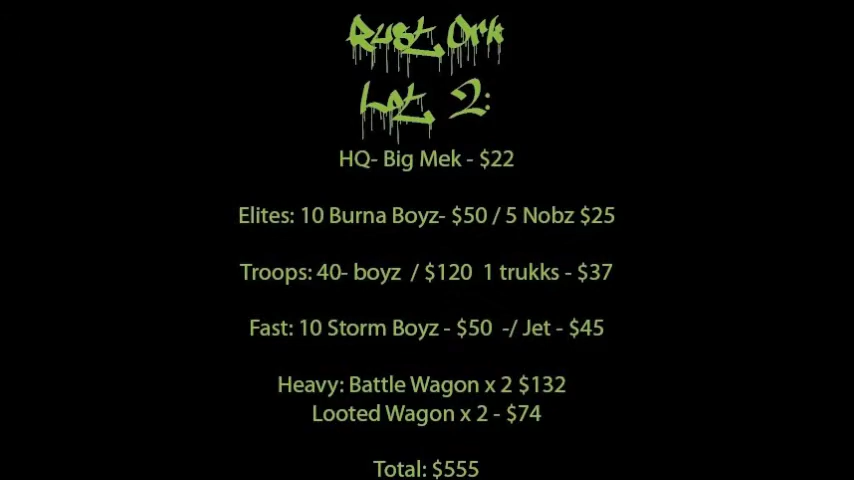 Rust Ork
Lot 2:
HQ- Big Mek - $22
Elites: 10 Burna Boyz- $50 / 5 Nobz $25
Troops: 40- boyz / $120 1 trukks - $37
Fast: 10 Storm Boyz - $50 -/ Jet - $45
Heavy: Battle Wagon x 2 $132
Looted Wagon x 2 - $74
Total: $555